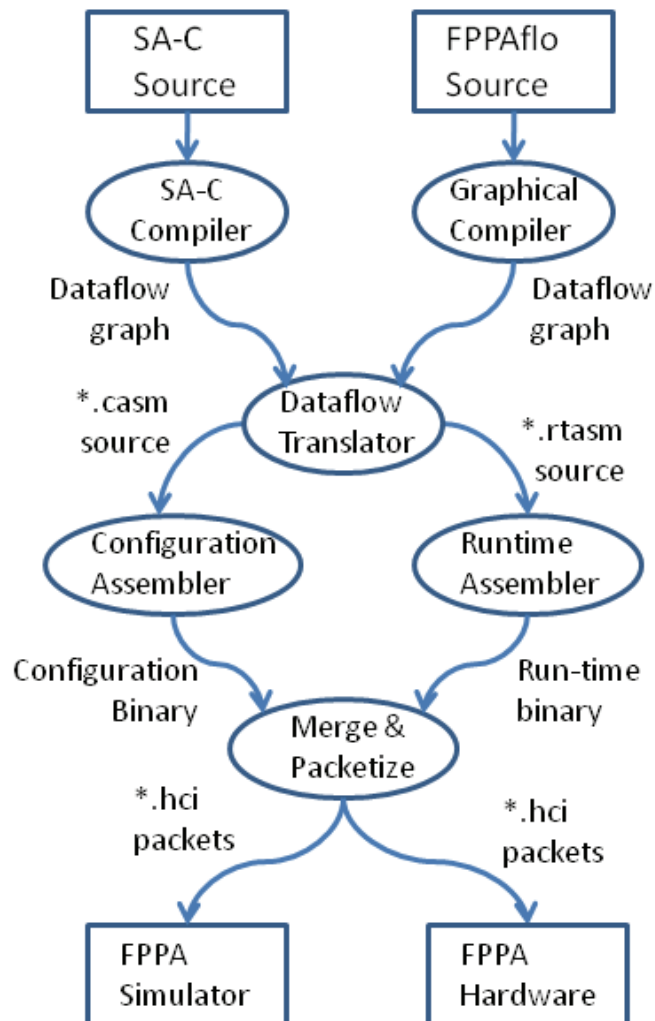 SA-C
Source
FPPAflo
Source
SA-C
Compiler
Graphical
Compiler
Dataflow
graph
Dataflow
graph
*.casm
source
Dataflow
Translator
*.rtasm
source
Configuration
Assembler
Runtime
Assembler
Configuration
Binary
Run-time
binary
Merge &
Packetize
*.hci
packets
*.hci
packets
FPPA
Simulator
FPPA
Hardware